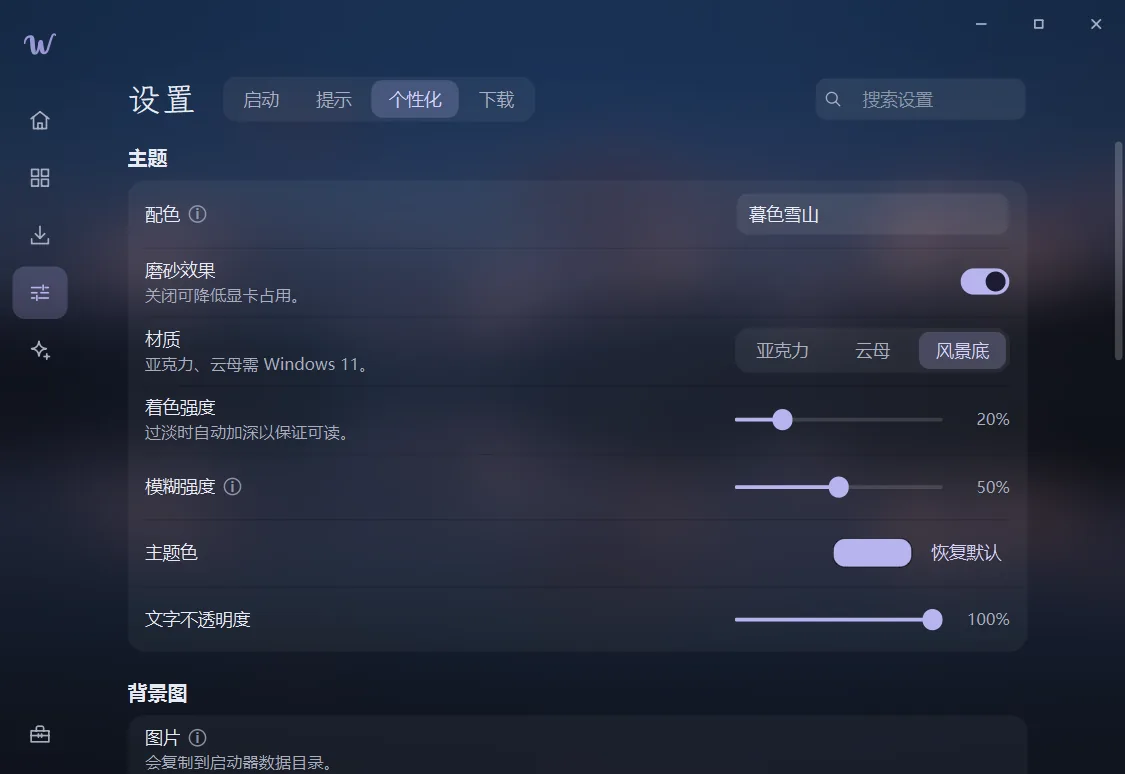 W
设置
启动
提示
个性化
下载
搜索设置
主题
配色
暮色雪山
磨砂效果
关闭可降低显卡占用。
材质
亚克力、云母需 Windows 11。
亚克力
云母
风景底
着色强度
过淡时自动加深以保证可读。
20%
模糊强度
50%
主题色
恢复默认
文字不透明度
100%
背景图
图片
会复制到启动器数据目录。